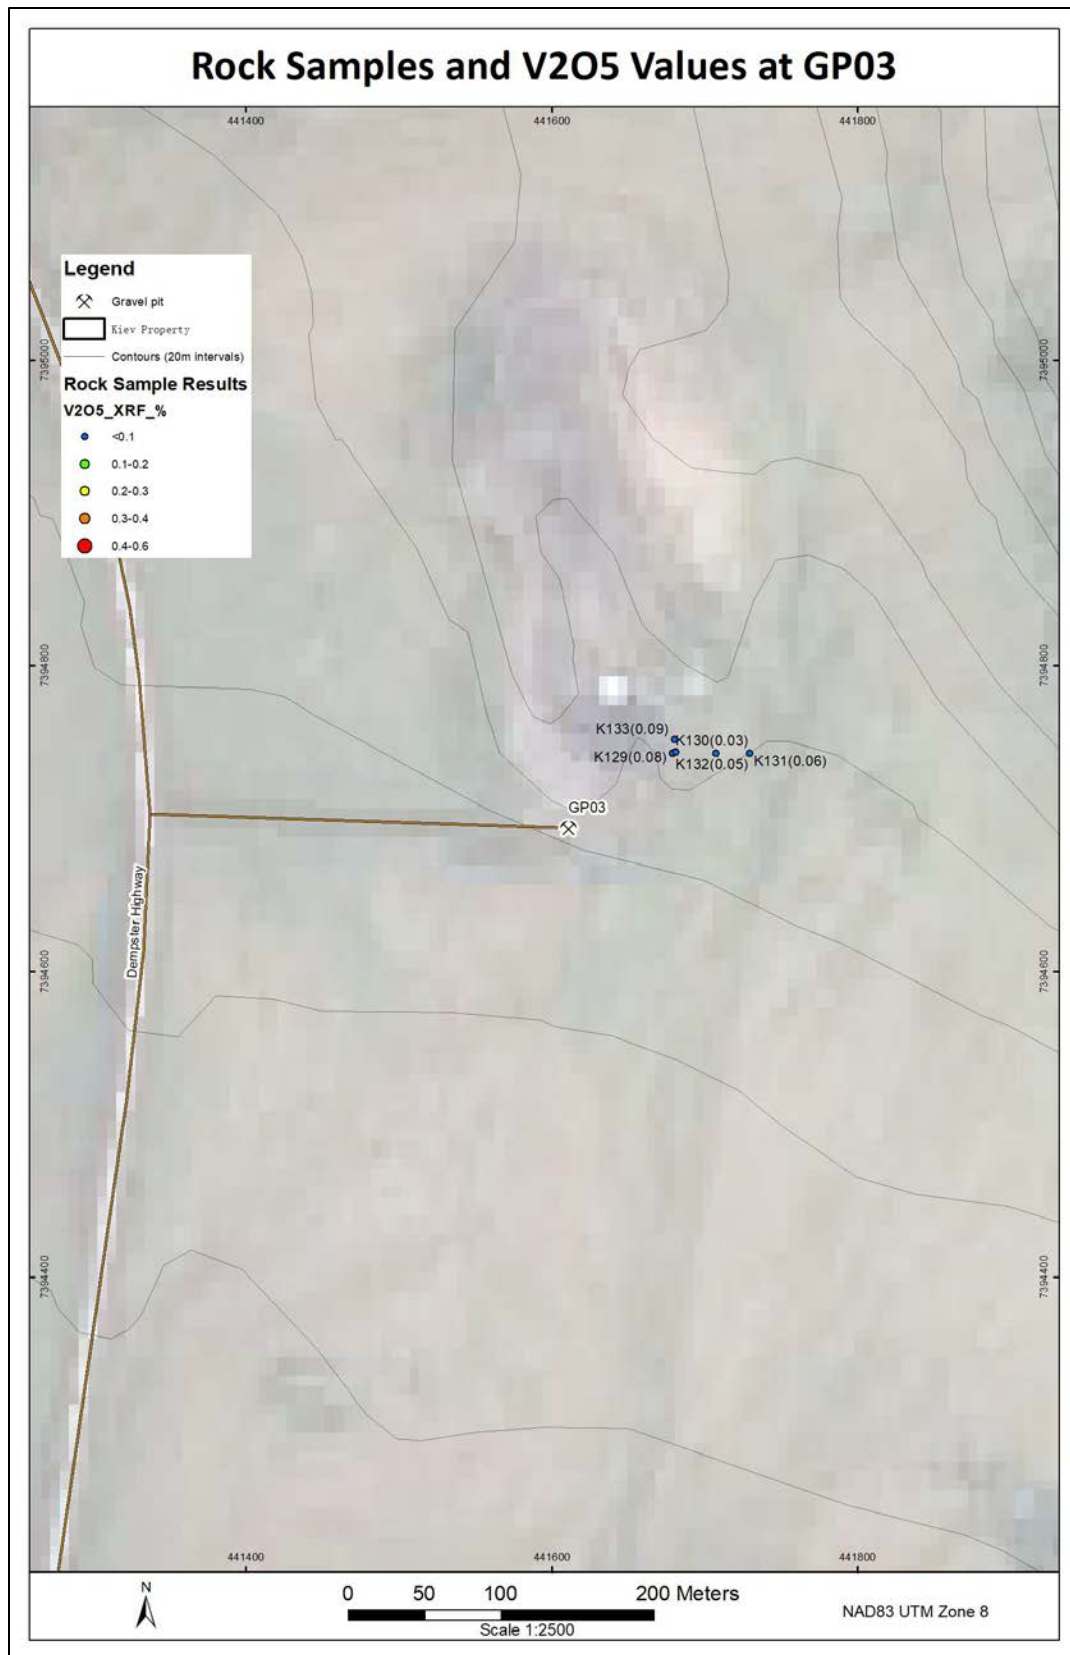 Rock Samples and V2O5 Values at GP03
441400 441600 441800
Legend
Gravel pit
Kiev Property
Contours (20m intervals)
Rock Sample Results
V2O5_XRF_%
<0.1
0.1-0.2
0.2-0.3
0.3-0.4
0.4-0.6
7395000
7395000
7394800
7394800
K133(0.09)
K130(0.03)
K129(0.08)
K132(0.05)
K131(0.06)
GP03
Dempster Highway
7394600
7394600
7394400
7394400
441400 441600 441800
N
0 50 100 200 Meters
Scale 1:2500
NAD83 UTM Zone 8